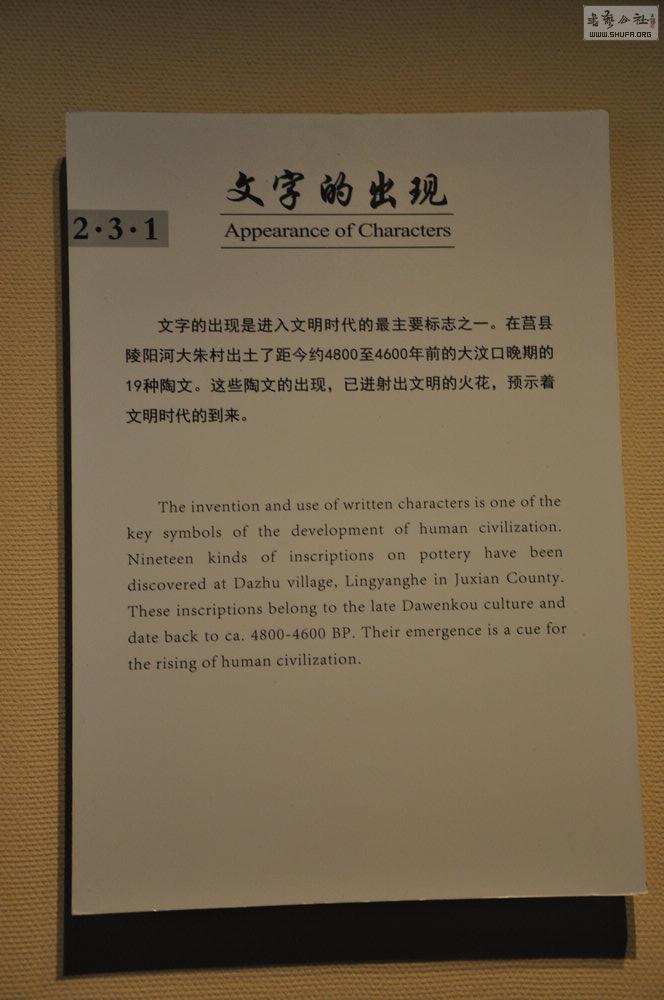 书艺公社
WWW.SHUFA.ORG
文字的出现
2·3·1
Appearance of Characters
文字的出现是进入文明时代的最主要标志之一。在莒县
陵阳河大朱村出土了距今约4800至4600年前的大汶口晚期的
19种陶文。这些陶文的出现，已迸射出文明的火花，预示着
文明时代的到来。
The invention and use of written characters is one of the
key symbols of the development of human civilization.
Nineteen kinds of inscriptions on pottery have been
discovered at Dazhu village, Lingyanghe in Juxian County.
These inscriptions belong to the late Dawenkou culture and
date back to ca. 4800-4600 BP. Their emergence is a cue for
the rising of human civilization.